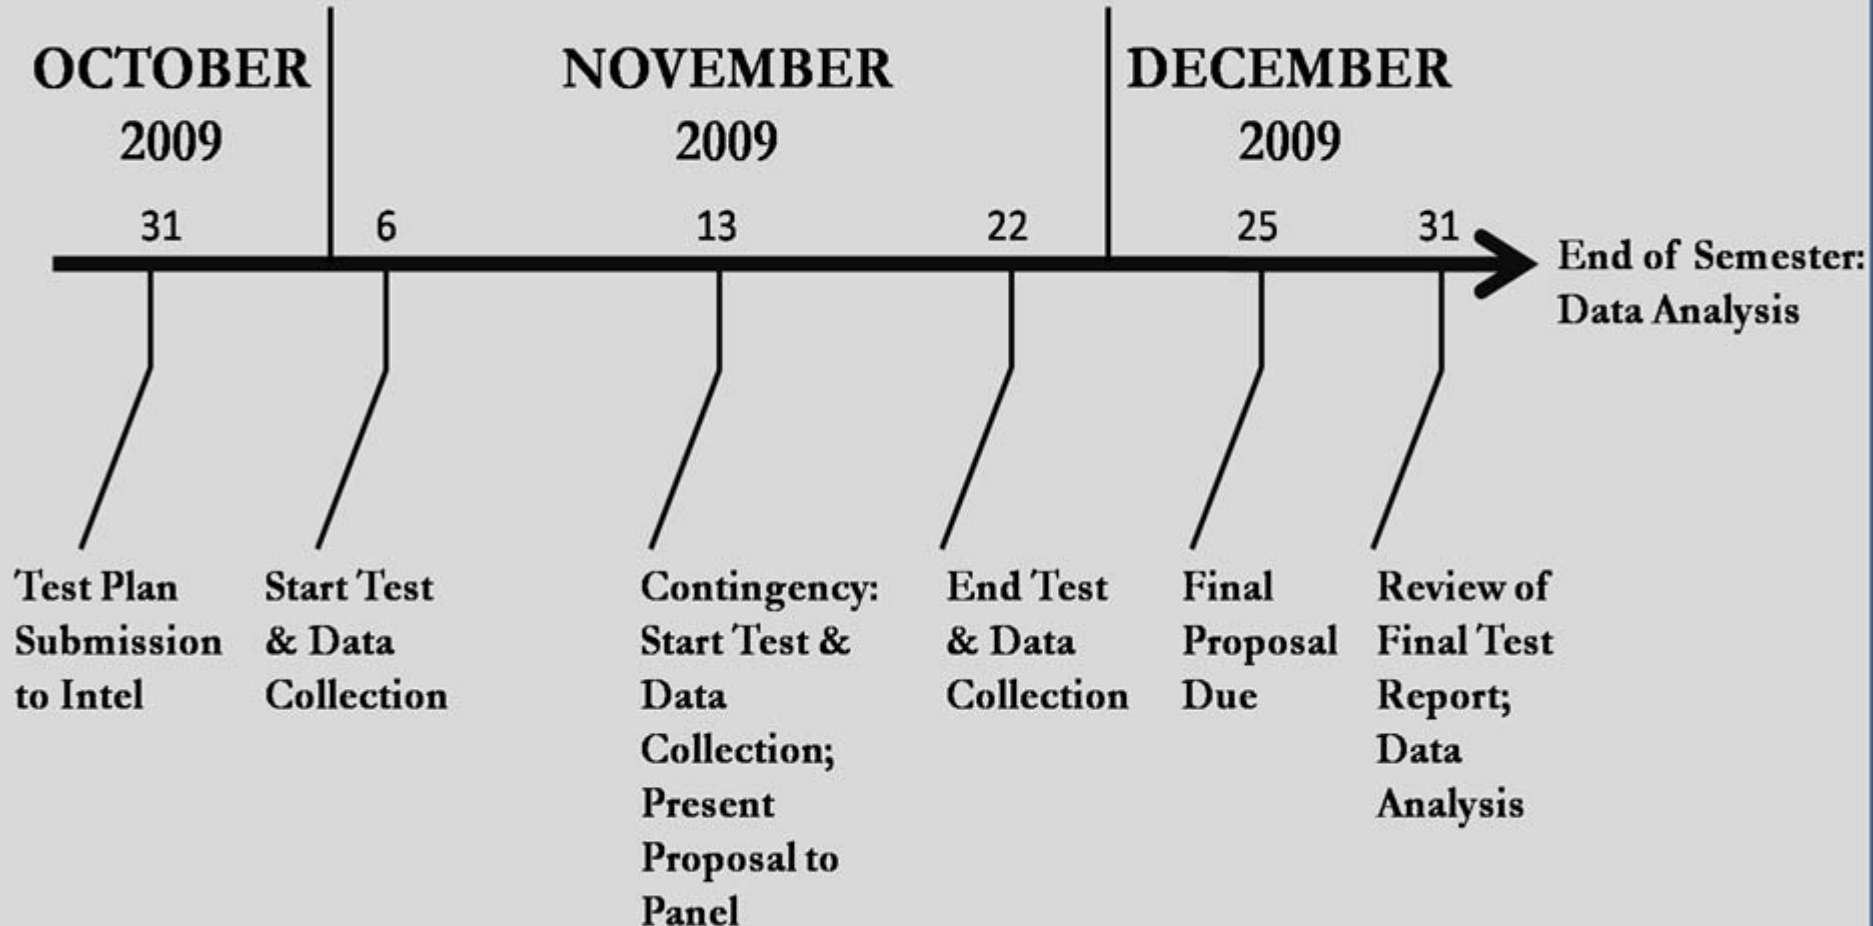 OCTOBER
2009
NOVEMBER
2009
DECEMBER
2009
31
6
13
22
25
31
End of Semester:
Data Analysis
Test Plan
Submission
to Intel
Start Test
& Data
Collection
Contingency:
Start Test &
Data
Collection;
Present
Proposal to
Panel
End Test
& Data
Collection
Final
Proposal
Due
Review of
Final Test
Report;
Data
Analysis